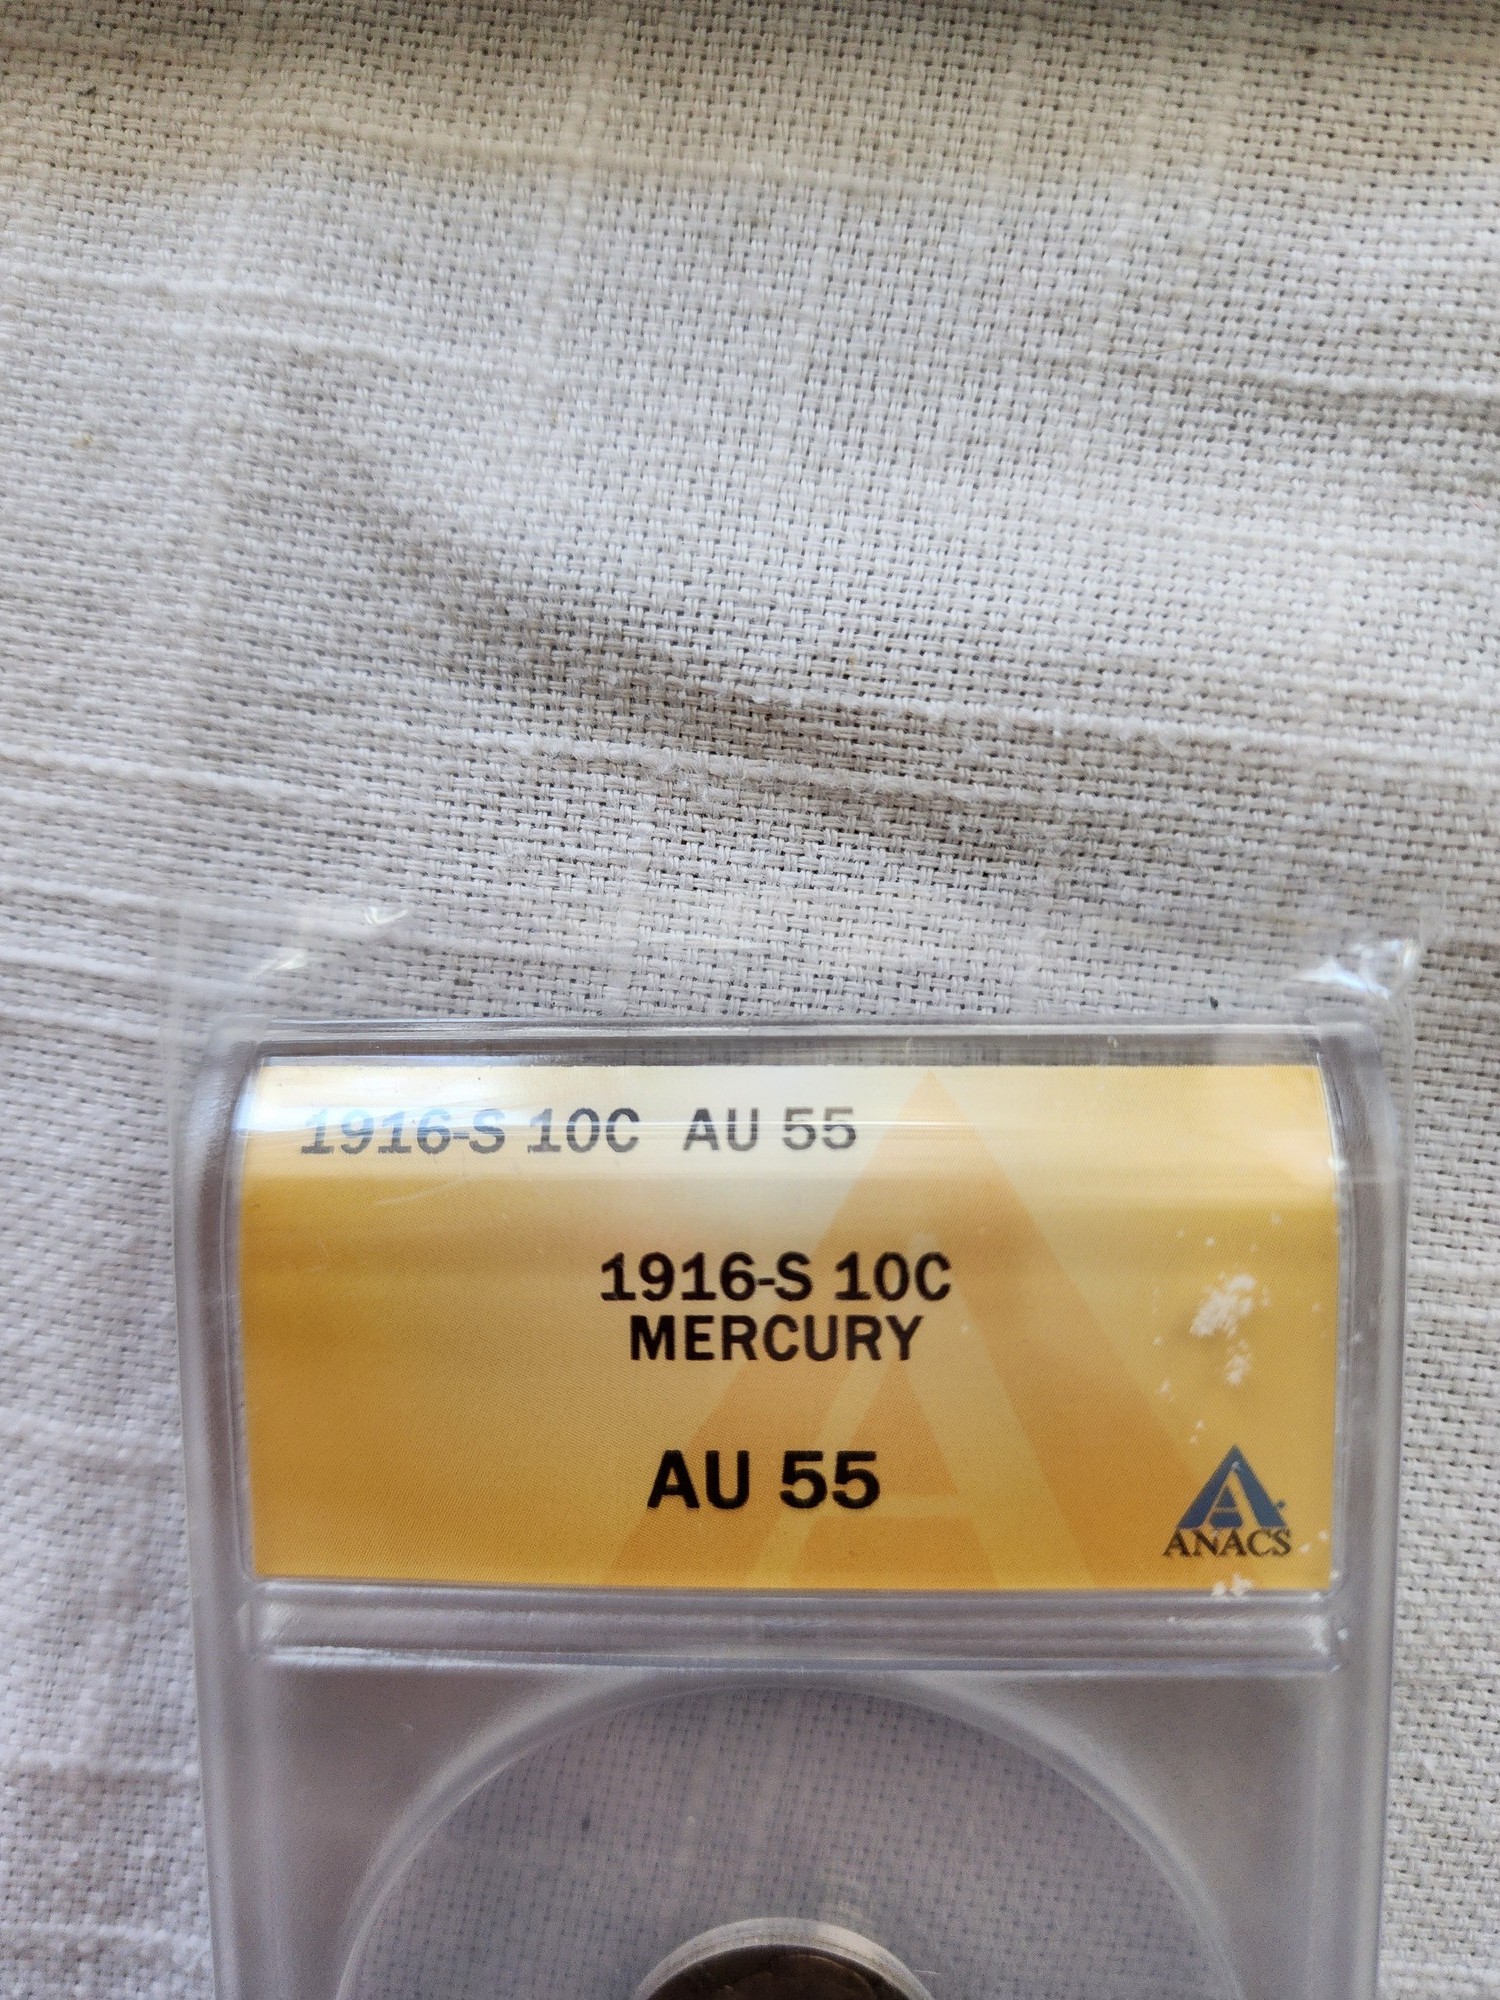 1916-S 10C AU 55
1916-S 10C
MERCURY
AU 55
ANACS